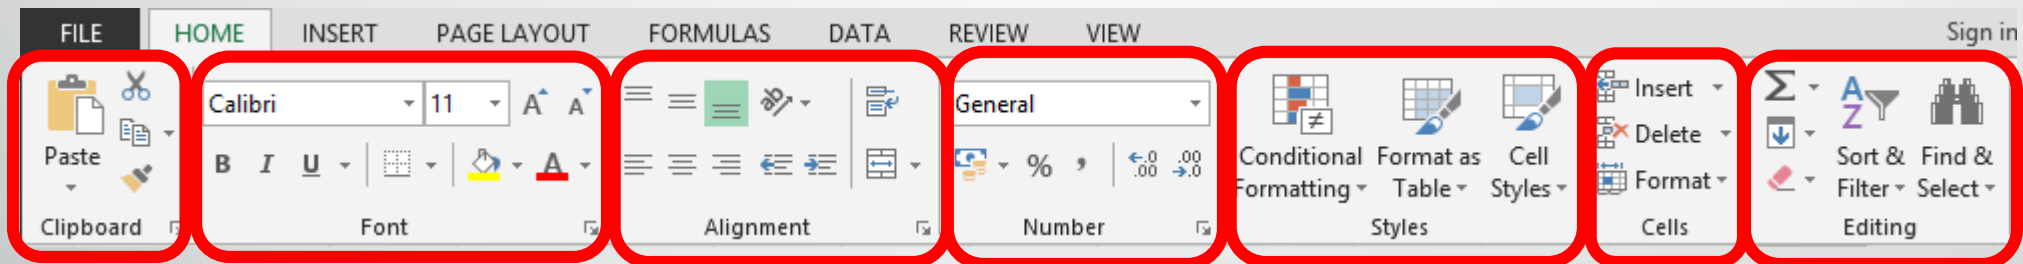 FILE HOME INSERT PAGE LAYOUT FORMULAS DATA REVIEW VIEW Sign in
Calibri 11 A A General Insert
Paste Delete
B I U A % , Conditional Format as Cell Sort & Find &
Formatting Table Styles Format Filter Select
Clipboard Font Alignment Number Styles Cells Editing